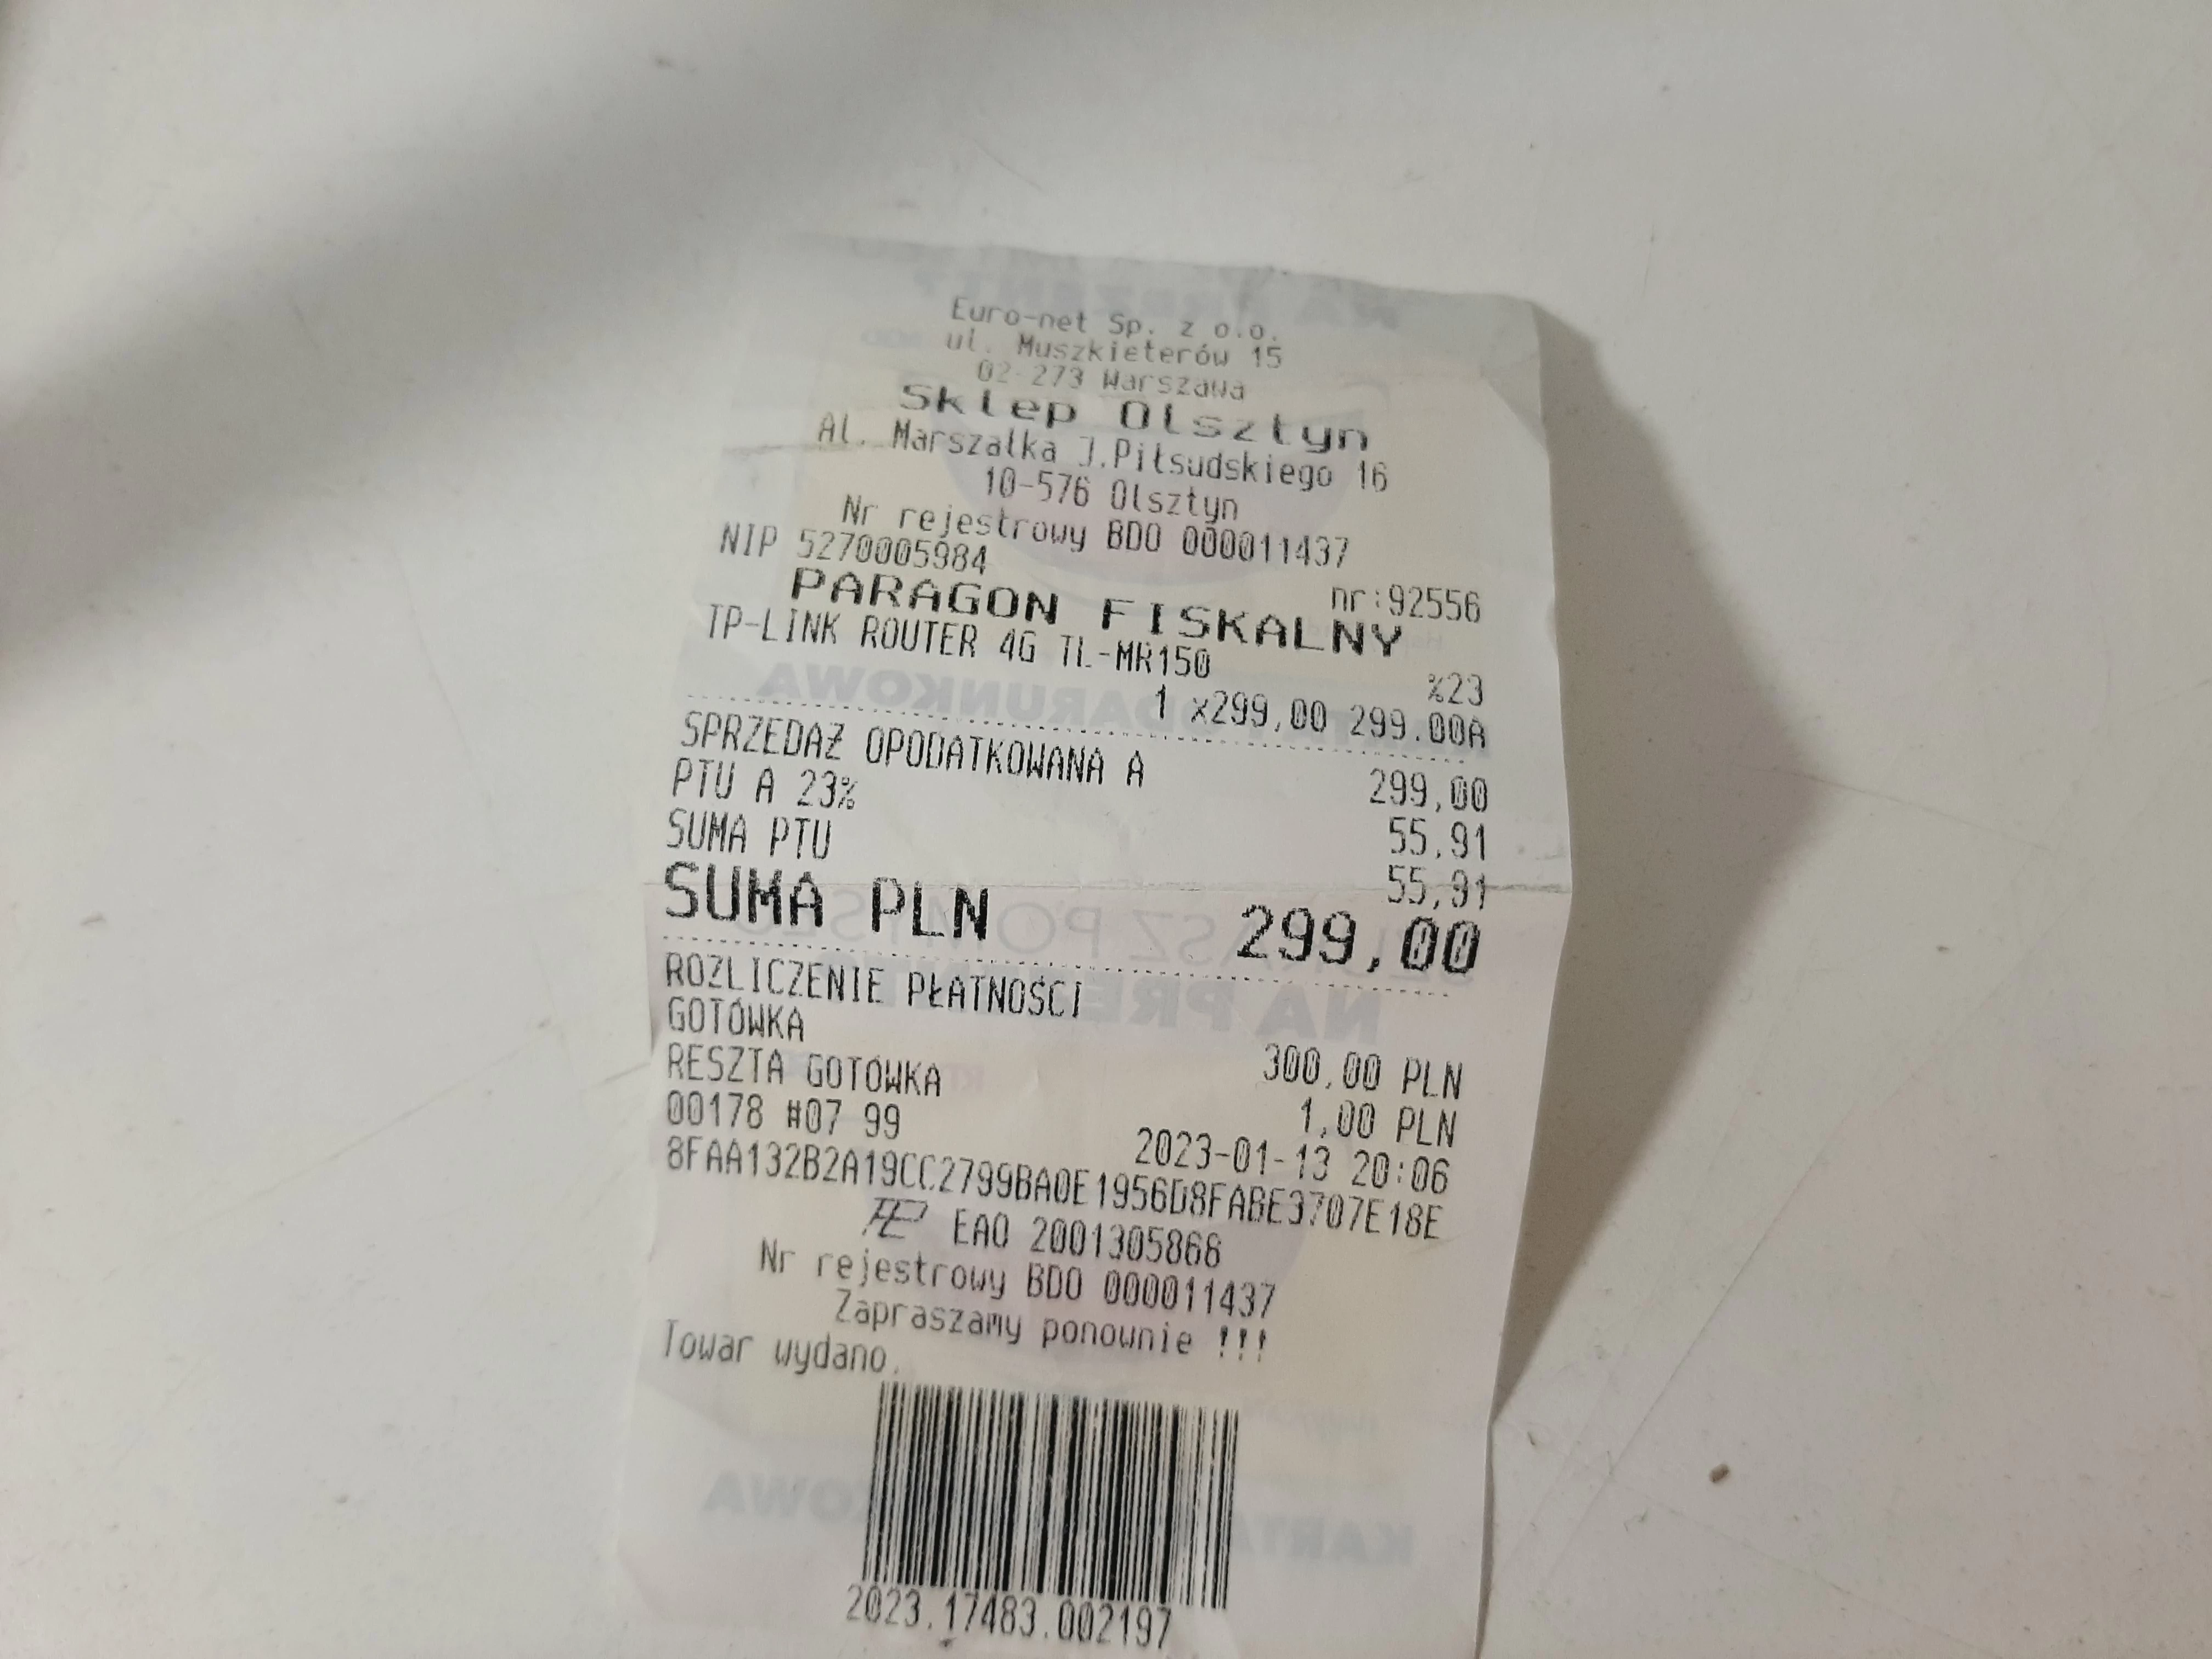 Euro-net Sp. z o.o.
ul. Muszkieterów 15
02-273 Warszawa
Sklep Olsztyn
Al. Marszałka J.Piłsudskiego 16
10-576 Olsztyn
Nr rejestrowy BDO 000011437
NIP 5270005984 nr:92556
PARAGON FISKALNY
TP-LINK ROUTER 4G TL-MR150 %23
1 x299,00 299.00A
SPRZEDAŻ OPODATKOWANA A 299,00
PTU A 23% 55,91
SUMA PTU 55,91
SUMA PLN 299,00
ROZLICZENIE PŁATNOŚCI
GOTÓWKA 300,00 PLN
RESZTA GOTÓWKA 1,00 PLN
00178 #07 99 2023-01-13 20:06
8FAA132B2A19CC2799BA0E1956D8FABE3707E18E
EAO 2001305868
Nr rejestrowy BDO 000011437
Zapraszamy ponownie !!!
Towar wydano.
2023.17483.002197